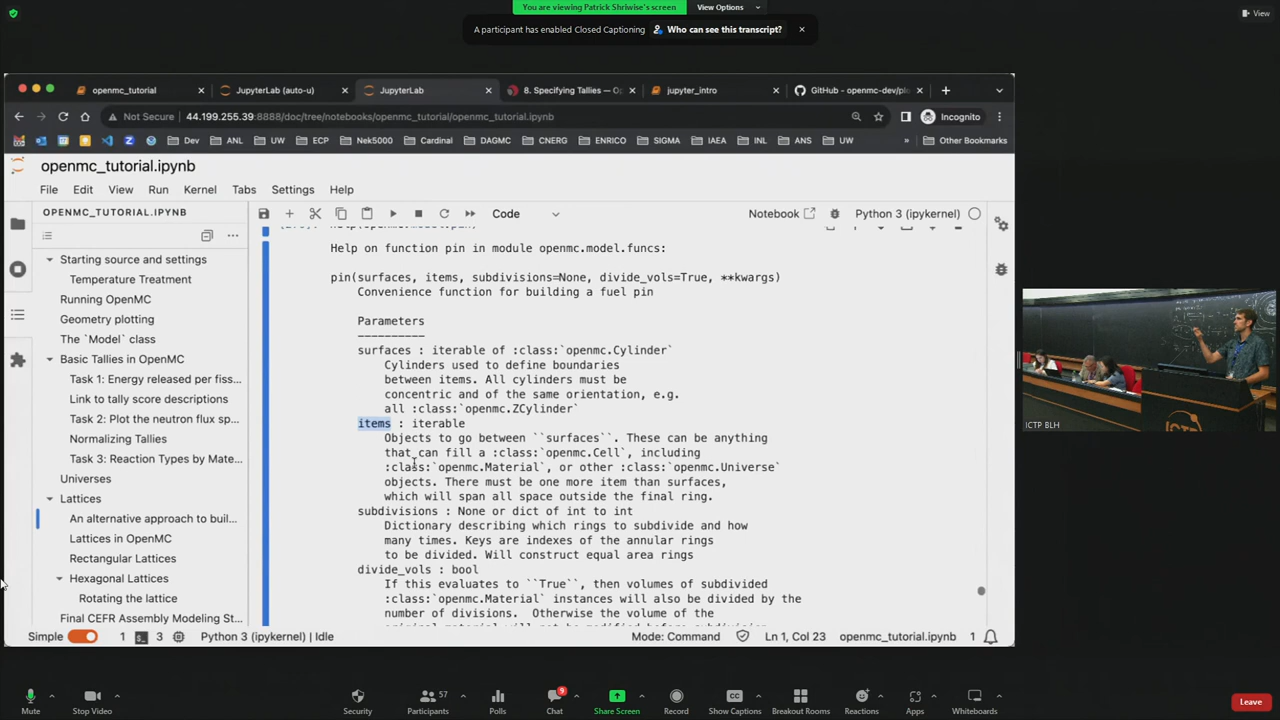 You are viewing Patrick Shriwise's screen
View Options
View
A participant has enabled Closed Captioning
Who can see this transcript?
openmc_tutorial
JupyterLab (auto-u)
JupyterLab
8. Specifying Tallies — O
jupyter_intro
GitHub - openmc-dev/plo
Not Secure
44.199.255.39:8888/doc/tree/notebooks/openmc_tutorial/openmc_tutorial.ipynb
Incognito
Dev
ANL
UW
ECP
Nek5000
Cardinal
DAGMC
CNERG
ENRICO
SIGMA
IAEA
INL
ANS
UW
»
Other Bookmarks
openmc_tutorial.ipynb
File Edit View Run Kernel Tabs Settings Help
OPENMC_TUTORIAL.IPYNB
Code
Notebook
Python 3 (ipykernel)
Starting source and settings
Temperature Treatment
Running OpenMC
Geometry plotting
The `Model` class
Basic Tallies in OpenMC
Task 1: Energy released per fiss...
Link to tally score descriptions
Task 2: Plot the neutron flux sp...
Normalizing Tallies
Task 3: Reaction Types by Mate...
Universes
Lattices
An alternative approach to buil...
Lattices in OpenMC
Rectangular Lattices
Hexagonal Lattices
Rotating the lattice
Final CEFR Assembly Modeling St...
Help on function pin in module openmc.model.funcs:
pin(surfaces, items, subdivisions=None, divide_vols=True, **kwargs)
Convenience function for building a fuel pin
Parameters
----------
surfaces : iterable of :class:`openmc.Cylinder`
Cylinders used to define boundaries
between items. All cylinders must be
concentric and of the same orientation, e.g.
all :class:`openmc.ZCylinder`
items : iterable
Objects to go between ``surfaces``. These can be anything
that can fill a :class:`openmc.Cell`, including
:class:`openmc.Material`, or other :class:`openmc.Universe`
objects. There must be one more item than surfaces,
which will span all space outside the final ring.
subdivisions : None or dict of int to int
Dictionary describing which rings to subdivide and how
many times. Keys are indexes of the annular rings
to be divided. Will construct equal area rings
divide_vols : bool
If this evaluates to ``True``, then volumes of subdivided
:class:`openmc.Material` instances will also be divided by the
number of divisions.  Otherwise the volume of the
Simple
1
3
Python 3 (ipykernel) | Idle
Mode: Command
Ln 1, Col 23
openmc_tutorial.ipynb
1
ICTP BLH
Mute
Stop Video
Security
57
Participants
Polls
9
Chat
Share Screen
Record
CC
Show Captions
Breakout Rooms
Reactions
Apps
Whiteboards
Leave